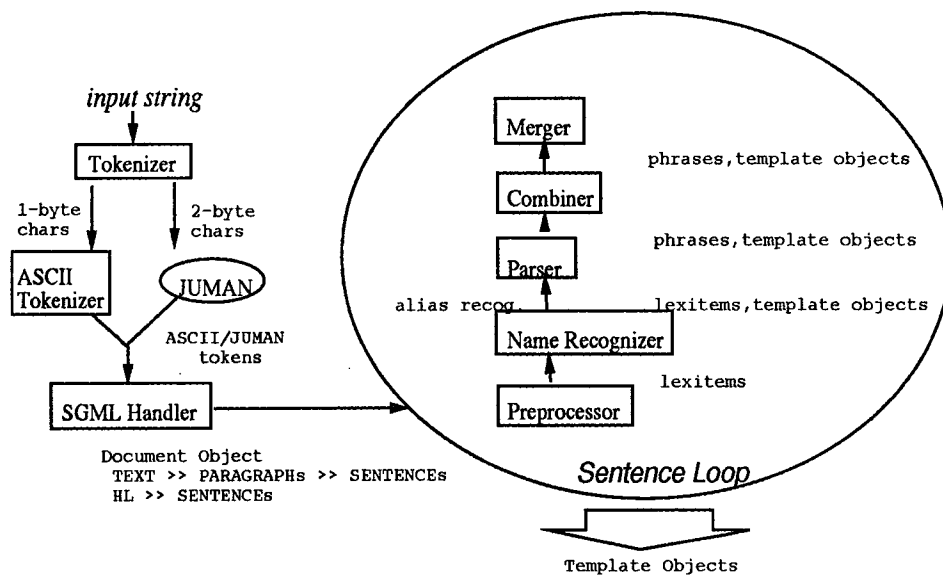 input string
Tokenizer
1-byte
chars
2-byte
chars
ASCII
Tokenizer
JUMAN
ASCII/JUMAN
tokens
SGML Handler
Document Object
TEXT >> PARAGRAPHs >> SENTENCEs
HL >> SENTENCEs
Merger
phrases,template objects
Combiner
phrases,template objects
Parser
alias recog.
lexitems,template objects
Name Recognizer
lexitems
Preprocessor
Sentence Loop
Template Objects